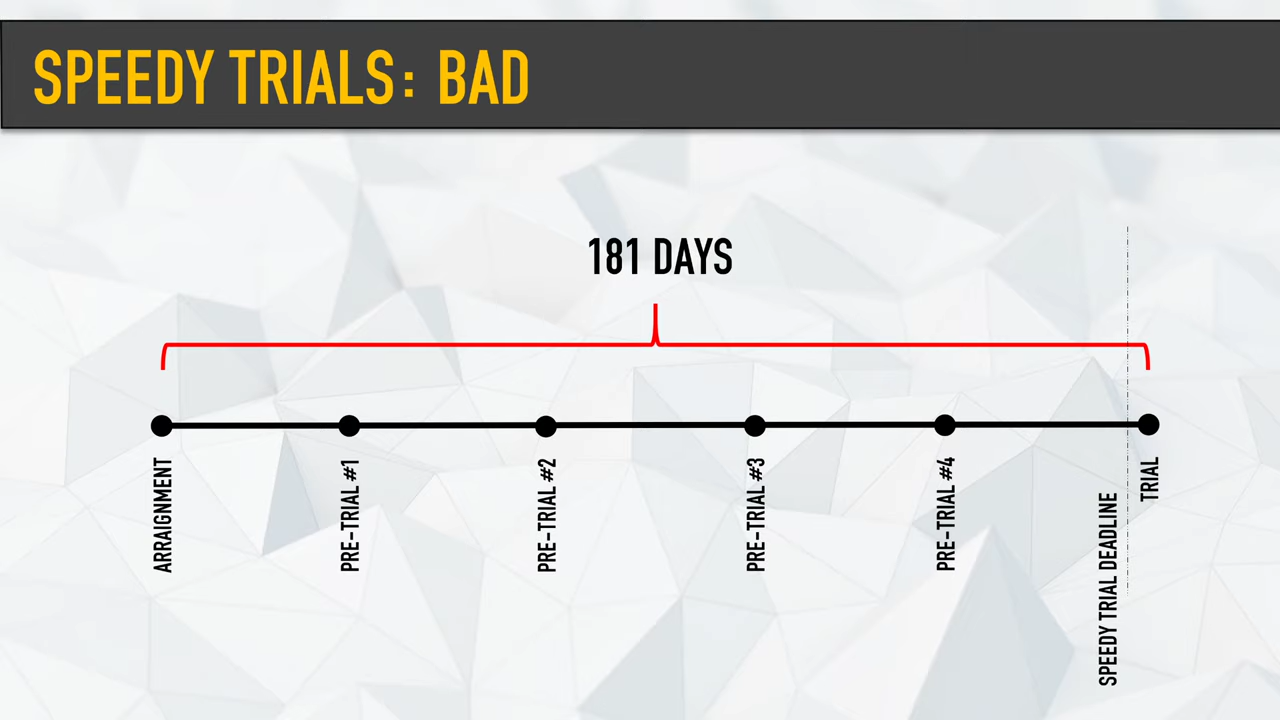 SPEEDY TRIALS: BAD
181 DAYS
ARRAIGNMENT
PRE-TRIAL #1
PRE-TRIAL #2
PRE-TRIAL #3
PRE-TRIAL #4
SPEEDY TRIAL DEADLINE
TRIAL